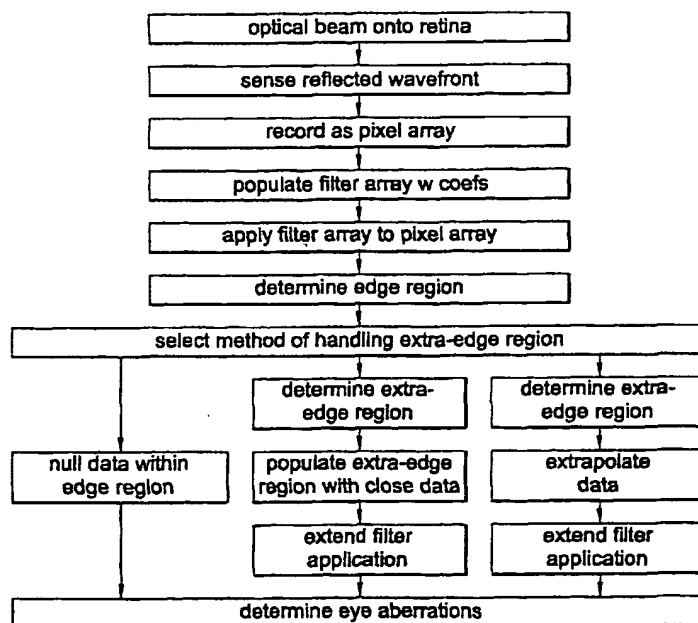 optical beam onto retina
sense reflected wavefront
record as pixel array
populate filter array w coefs
apply filter array to pixel array
determine edge region
select method of handling extra-edge region
null data within
edge region
determine extra-
edge region
populate extra-edge
region with close data
extend filter
application
determine extra-
edge region
extrapolate
data
extend filter
application
determine eye aberrations